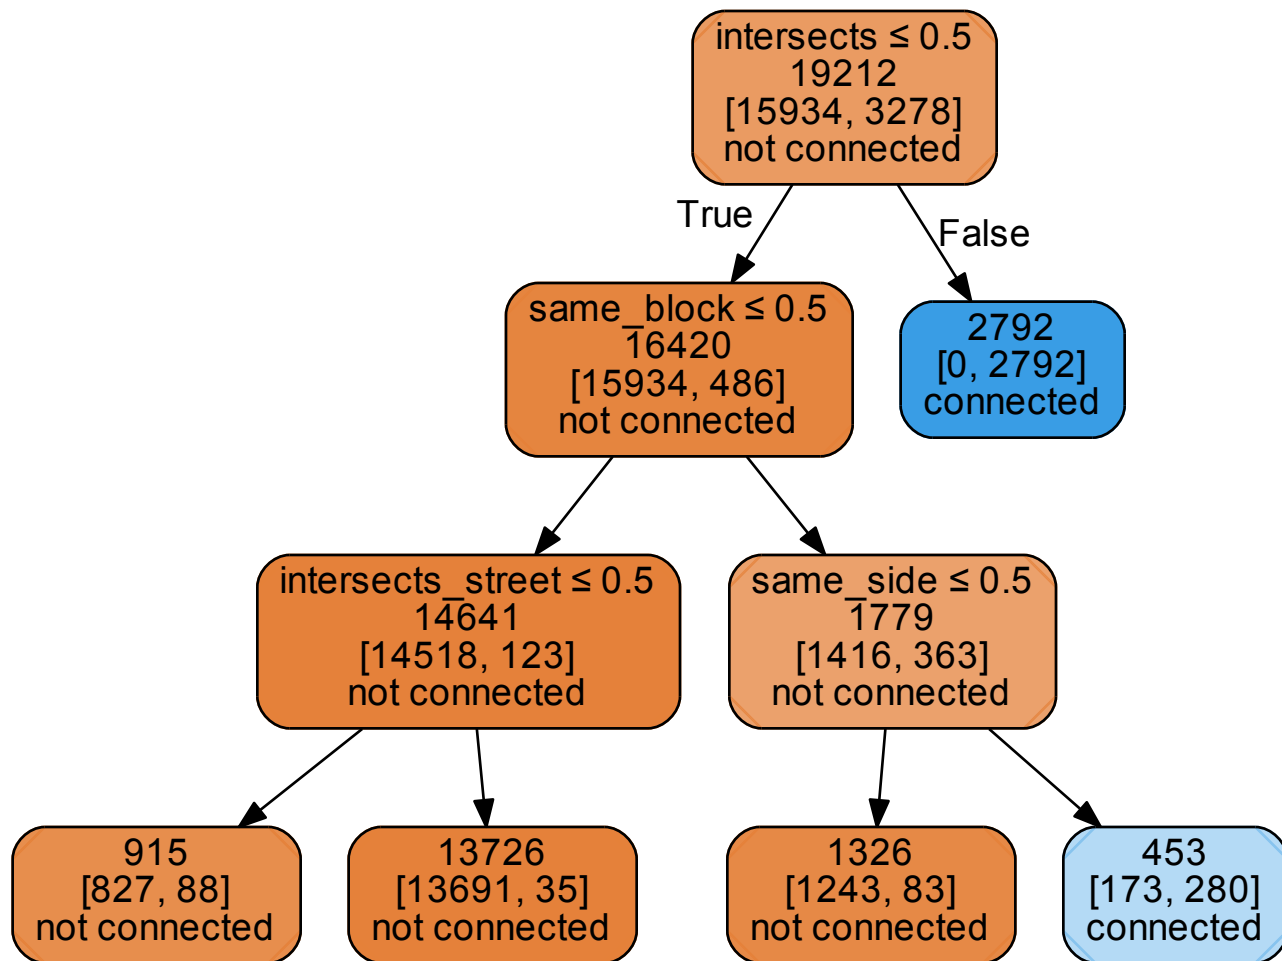 intersects ≤ 0.5
19212
[15934, 3278]
not connected
True
False
same_block ≤ 0.5
16420
[15934, 486]
not connected
2792
[0, 2792]
connected
intersects_street ≤ 0.5
14641
[14518, 123]
not connected
same_side ≤ 0.5
1779
[1416, 363]
not connected
915
[827, 88]
not connected
13726
[13691, 35]
not connected
1326
[1243, 83]
not connected
453
[173, 280]
connected